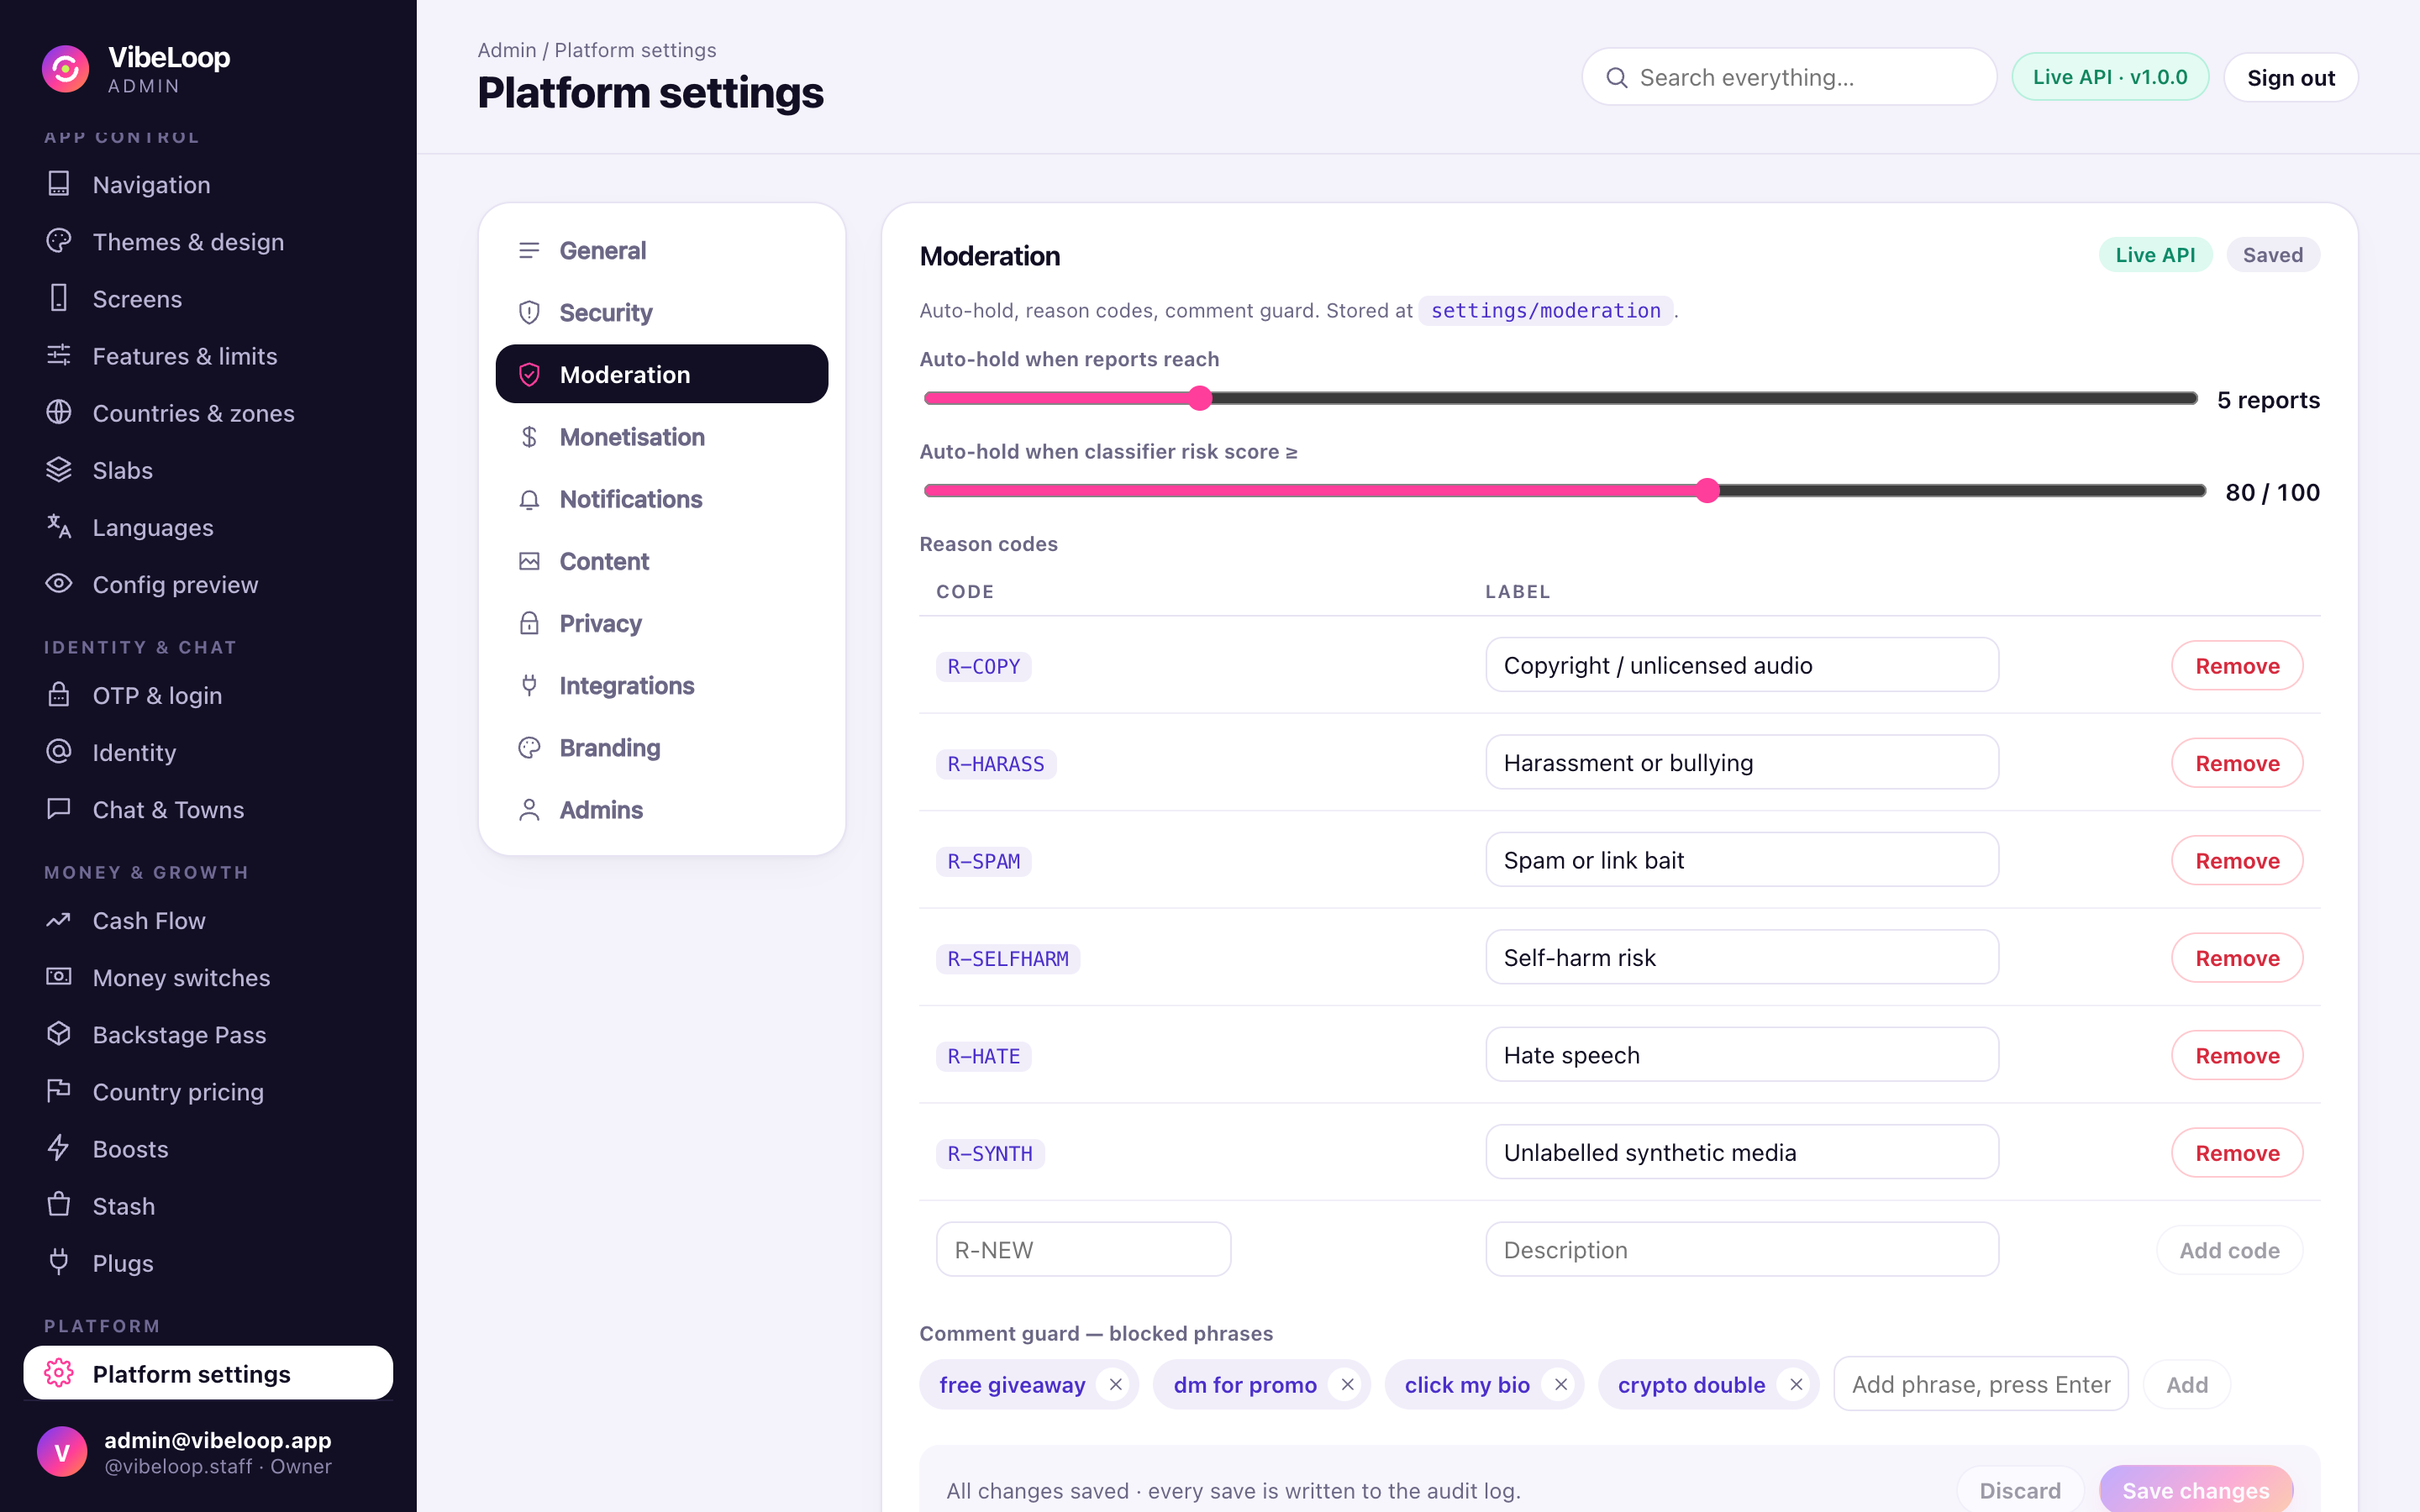 VibeLoop
ADMIN
APP CONTROL
Navigation
Themes & design
Screens
Features & limits
Countries & zones
Slabs
Languages
Config preview
IDENTITY & CHAT
OTP & login
Identity
Chat & Towns
MONEY & GROWTH
Cash Flow
Money switches
Backstage Pass
Country pricing
Boosts
Stash
Plugs
PLATFORM
Platform settings
V
admin@vibeloop.app
@vibeloop.staff · Owner
Admin / Platform settings
Platform settings
Search everything...
Live API · v1.0.0
Sign out
General
Security
Moderation
Monetisation
Notifications
Content
Privacy
Integrations
Branding
Admins
Moderation
Live API
Saved
Auto-hold, reason codes, comment guard. Stored at settings/moderation.
Auto-hold when reports reach
5 reports
Auto-hold when classifier risk score ≥
80 / 100
Reason codes
CODE LABEL
R-COPY Copyright / unlicensed audio Remove
R-HARASS Harassment or bullying Remove
R-SPAM Spam or link bait Remove
R-SELFHARM Self-harm risk Remove
R-HATE Hate speech Remove
R-SYNTH Unlabelled synthetic media Remove
R-NEW Description Add code
Comment guard — blocked phrases
free giveaway × dm for promo × click my bio × crypto double × Add phrase, press Enter Add
All changes saved · every save is written to the audit log. Discard Save changes